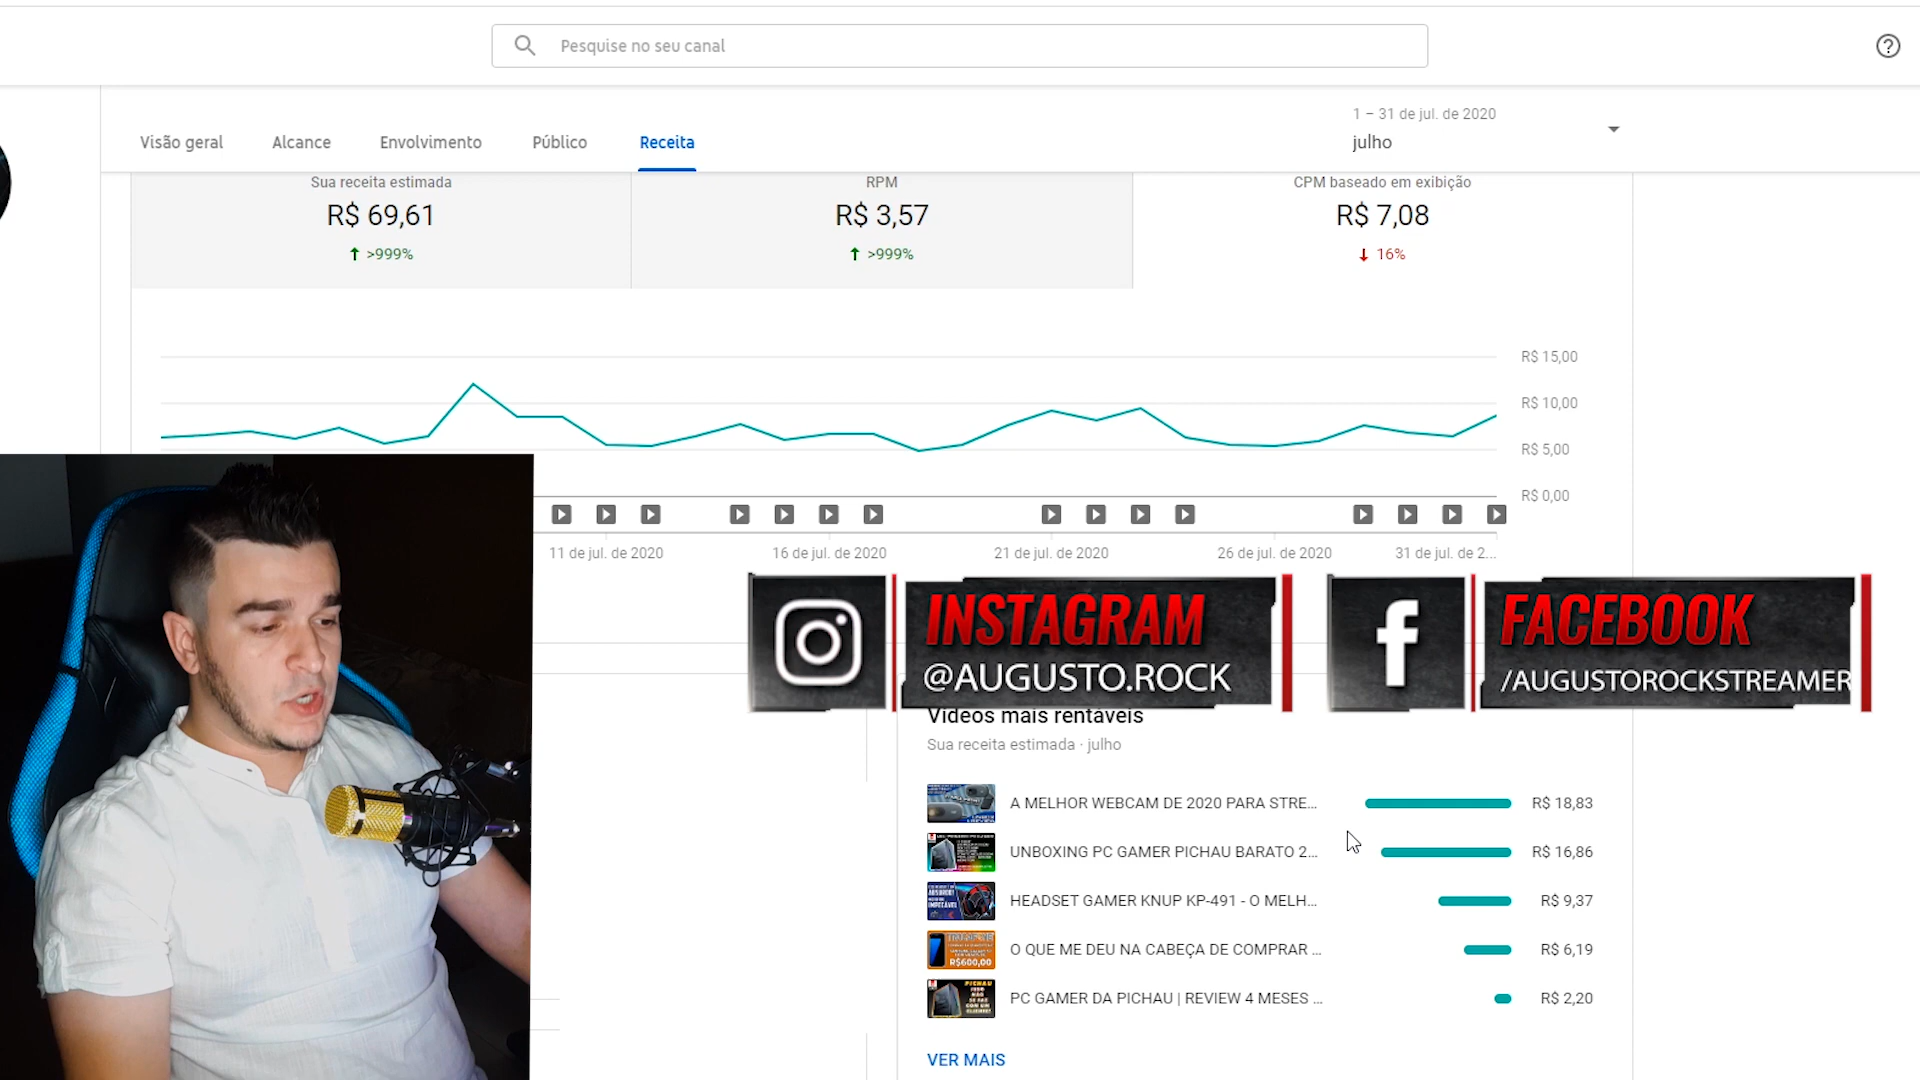 Pesquise no seu canal
Visão geral
Alcance
Envolvimento
Público
Receita
1 – 31 de jul. de 2020
julho
Sua receita estimada
R$ 69,61
>999%
RPM
R$ 3,57
>999%
CPM baseado em exibição
R$ 7,08
16%
R$ 15,00
R$ 10,00
R$ 5,00
R$ 0,00
11 de jul. de 2020
16 de jul. de 2020
21 de jul. de 2020
26 de jul. de 2020
31 de jul. de 2...
INSTAGRAM
@AUGUSTO.ROCK
FACEBOOK
/AUGUSTOROCKSTREAMER
Vídeos mais rentáveis
Sua receita estimada · julho
A MELHOR WEBCAM DE 2020 PARA STRE...
R$ 18,83
UNBOXING PC GAMER PICHAU BARATO 2...
R$ 16,86
HEADSET GAMER KNUP KP-491 - O MELH...
R$ 9,37
O QUE ME DEU NA CABEÇA DE COMPRAR ...
R$600,00
R$ 6,19
PC GAMER DA PICHAU | REVIEW 4 MESES ...
PICHAU
R$ 2,20
VER MAIS